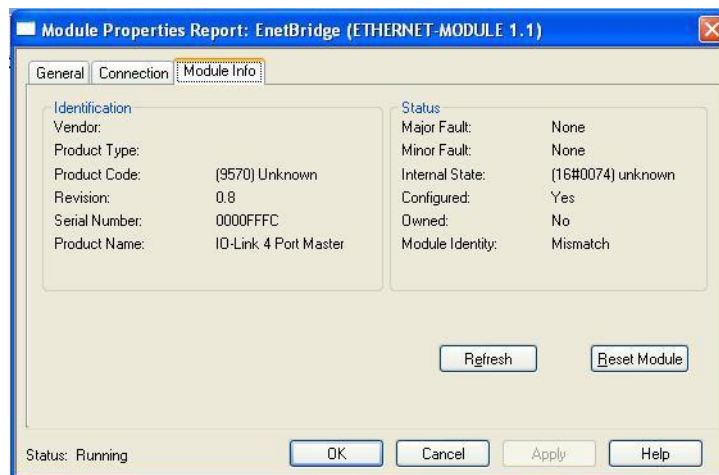 Module Properties Report: EnetBridge (ETHERNET-MODULE 1.1)
General Connection Module Info
Identification
Vendor:
Product Type:
Product Code: (9570) Unknown
Revision: 0.8
Serial Number: 0000FFFC
Product Name: IO-Link 4 Port Master
Status
Major Fault: None
Minor Fault: None
Internal State: (16#0074) unknown
Configured: Yes
Owned: No
Module Identity: Mismatch
Refresh Reset Module
Status: Running OK Cancel Apply Help